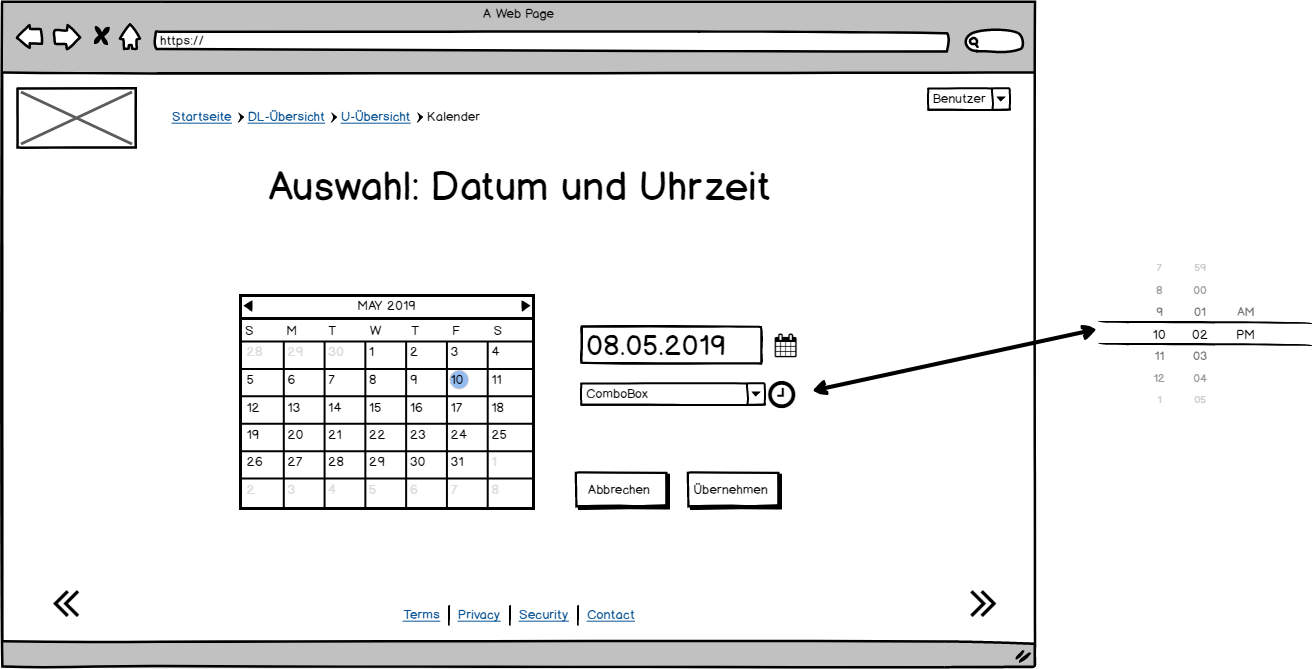 A Web Page
https://
Benutzer
Startseite DL-Übersicht U-Übersicht Kalender
Auswahl: Datum und Uhrzeit
MAY 2019
S M T W T F S
28 29 30 1 2 3 4
5 6 7 8 9 10 11
12 13 14 15 16 17 18
19 20 21 22 23 24 25
26 27 28 29 30 31 1
2 3 4 5 6 7 8
08.05.2019
ComboBox
Abbrechen Übernehmen
7 59
8 00
9 01 AM
10 02 PM
11 03
12 04
1 05
Terms Privacy Security Contact